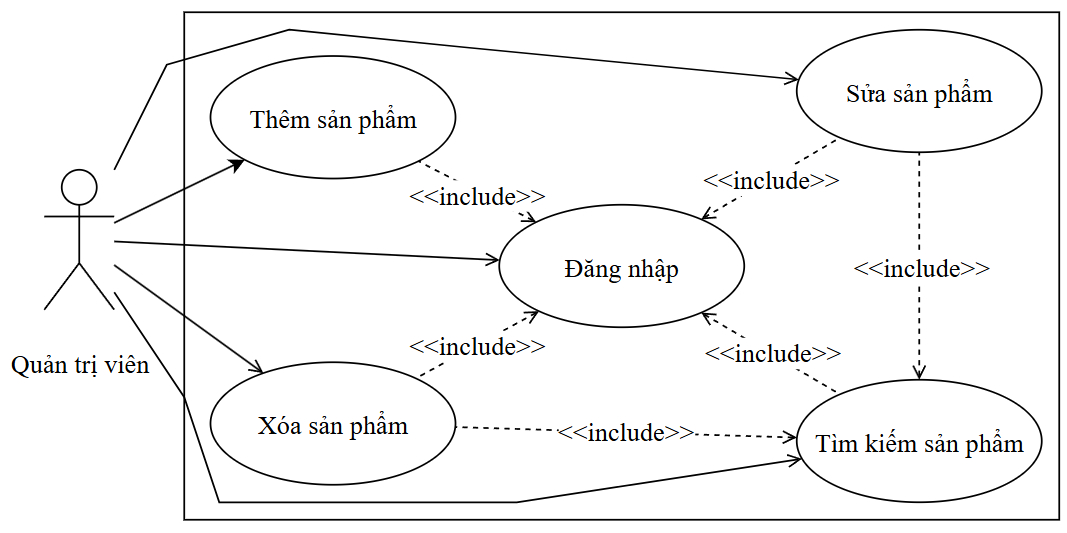 Sửa sản phẩm
Thêm sản phẩm
<<include>>
<<include>>
Đăng nhập
<<include>>
<<include>>
<<include>>
Quản trị viên
Xóa sản phẩm
<<include>>
Tìm kiếm sản phẩm